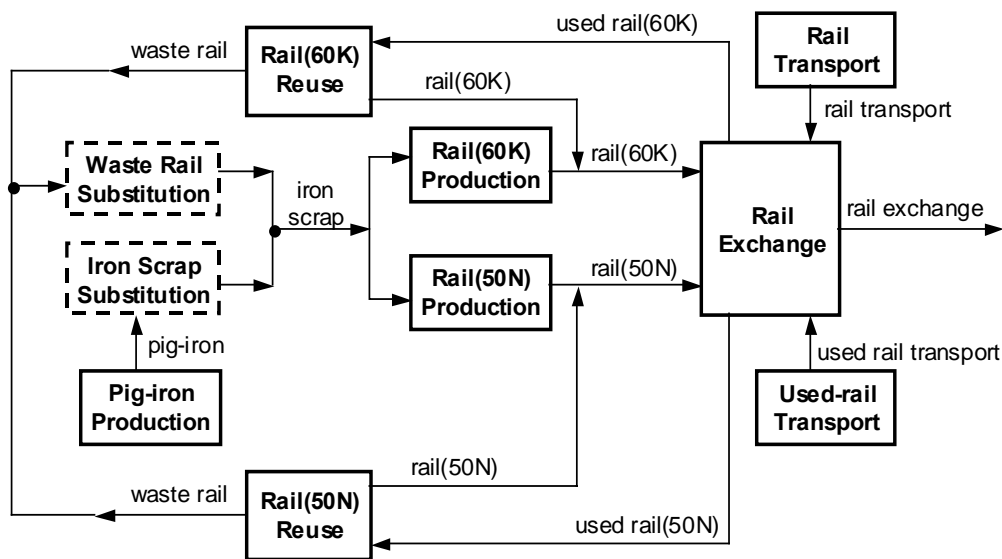 used rail(60K)
waste rail
Rail(60K)
Reuse
rail(60K)
Rail
Transport
rail transport
Waste Rail
Substitution
iron
scrap
Rail(60K)
Production
rail(60K)
Rail
Exchange
rail exchange
Iron Scrap
Substitution
Rail(50N)
Production
rail(50N)
pig-iron
used rail transport
Pig-iron
Production
Used-rail
Transport
waste rail
Rail(50N)
Reuse
rail(50N)
used rail(50N)